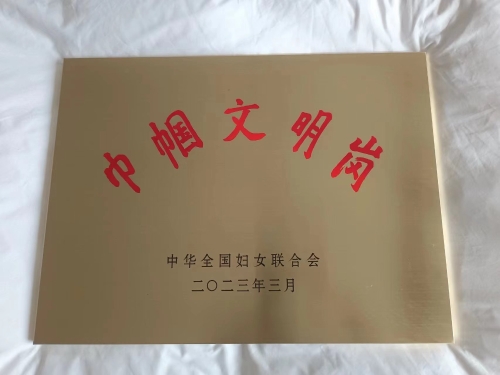 巾帼文明岗
中华全国妇女联合会
二〇二三年三月